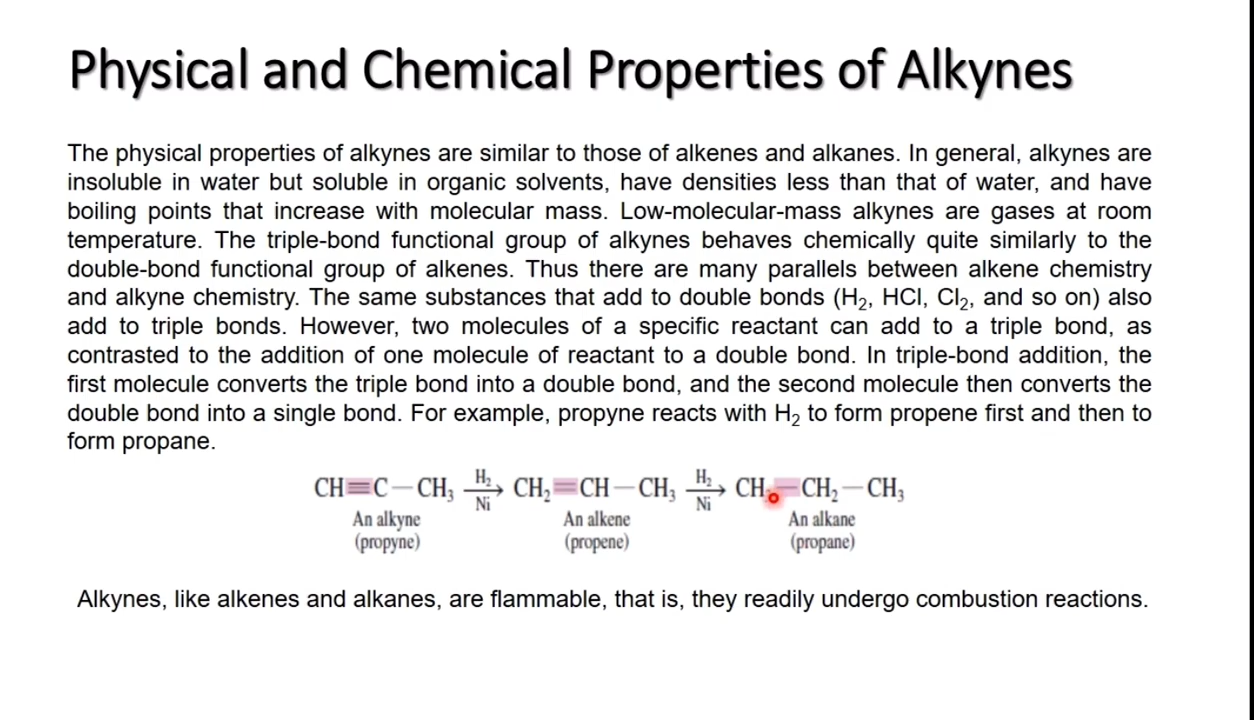 Physical and Chemical Properties of Alkynes
The physical properties of alkynes are similar to those of alkenes and alkanes. In general, alkynes are
insoluble in water but soluble in organic solvents, have densities less than that of water, and have
boiling points that increase with molecular mass. Low-molecular-mass alkynes are gases at room
temperature. The triple-bond functional group of alkynes behaves chemically quite similarly to the
double-bond functional group of alkenes. Thus there are many parallels between alkene chemistry
and alkyne chemistry. The same substances that add to double bonds (H₂, HCl, Cl₂, and so on) also
add to triple bonds. However, two molecules of a specific reactant can add to a triple bond, as
contrasted to the addition of one molecule of reactant to a double bond. In triple-bond addition, the
first molecule converts the triple bond into a double bond, and the second molecule then converts the
double bond into a single bond. For example, propyne reacts with H₂ to form propene first and then to
form propane.
H₂ H₂
CH≡C—CH₃ → CH₂=CH—CH₃ → CH—CH₂—CH₃
Ni Ni
An alkyne An alkene An alkane
(propyne) (propene) (propane)
Alkynes, like alkenes and alkanes, are flammable, that is, they readily undergo combustion reactions.